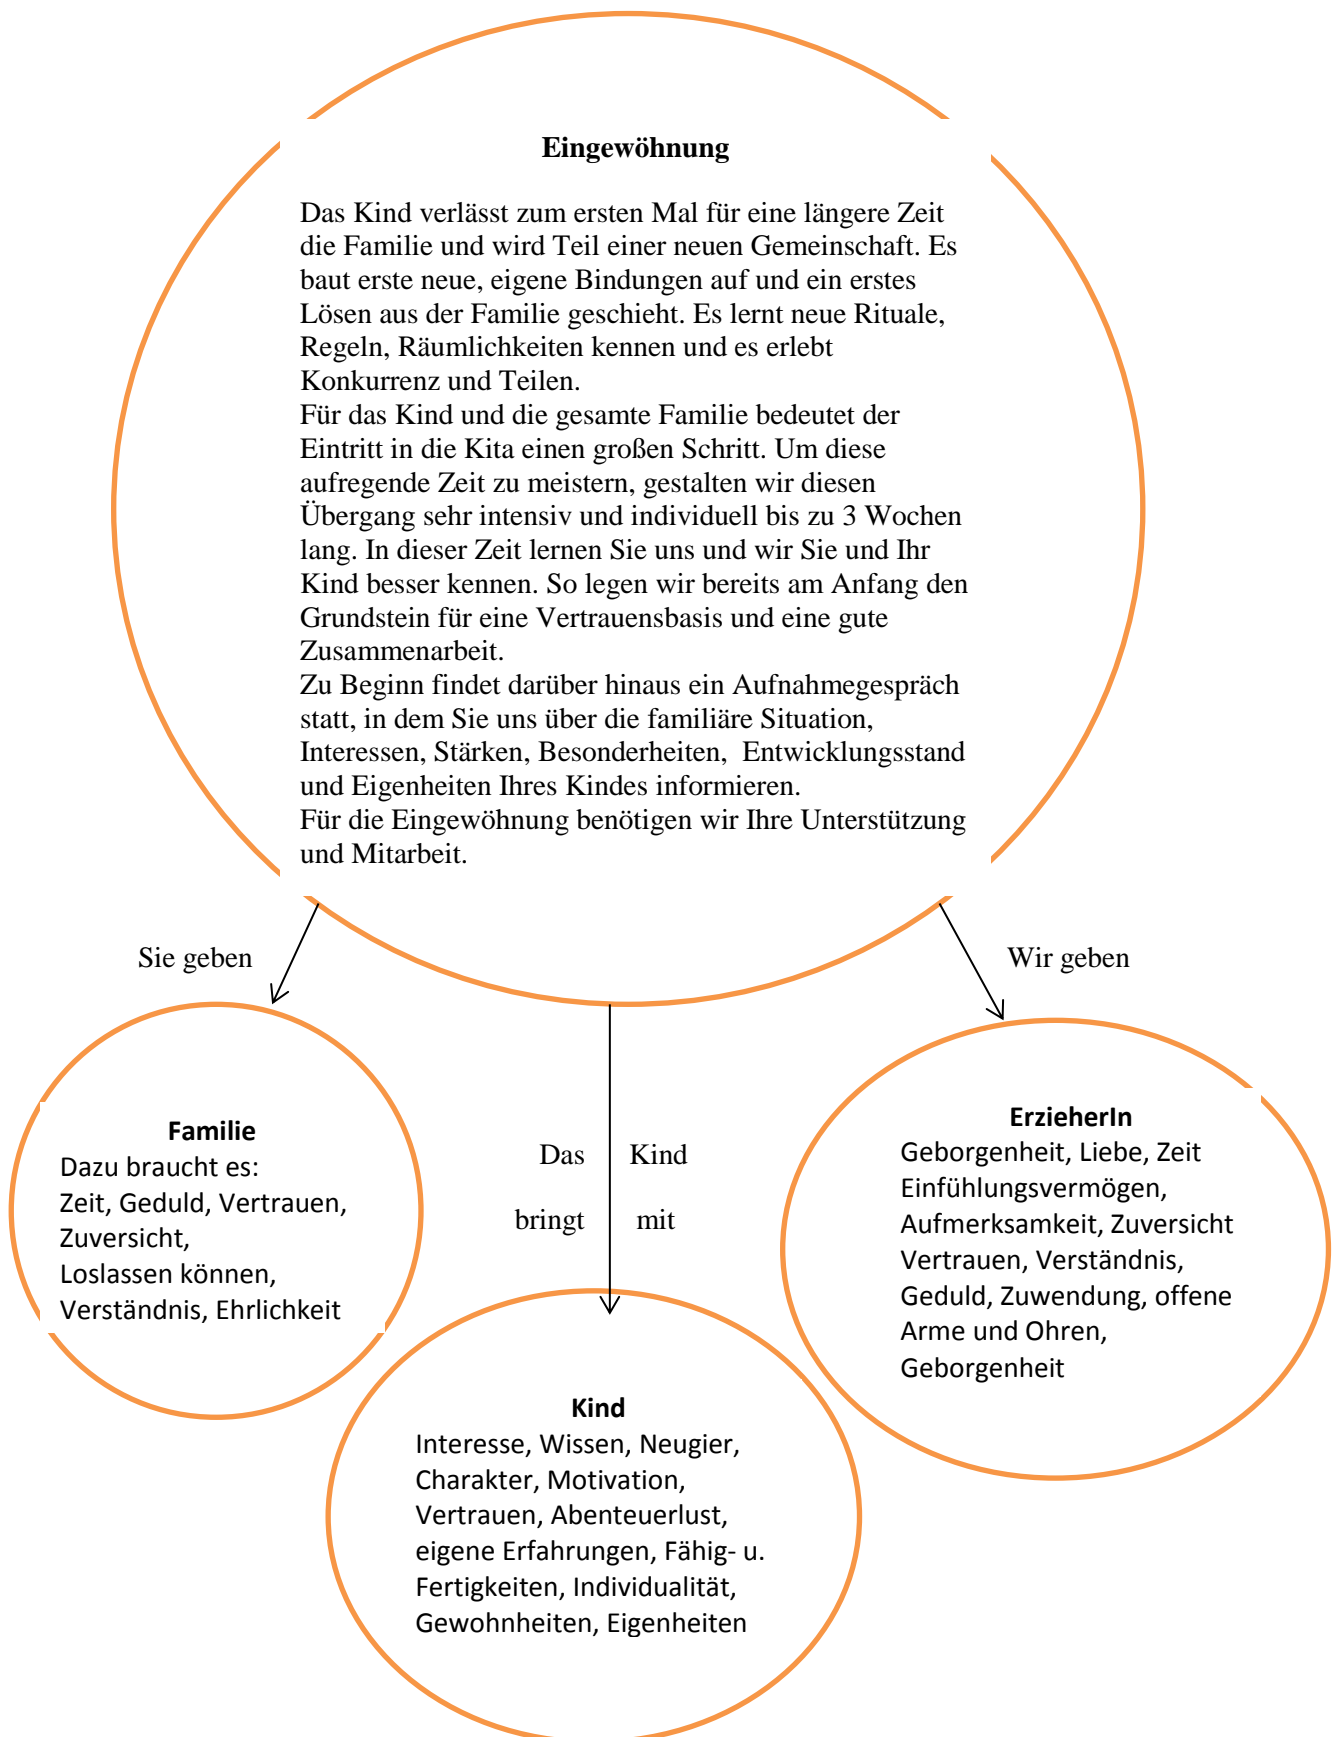 Eingewöhnung
Das Kind verlässt zum ersten Mal für eine längere Zeit
die Familie und wird Teil einer neuen Gemeinschaft. Es
baut erste neue, eigene Bindungen auf und ein erstes
Lösen aus der Familie geschieht. Es lernt neue Rituale,
Regeln, Räumlichkeiten kennen und es erlebt
Konkurrenz und Teilen.
Für das Kind und die gesamte Familie bedeutet der
Eintritt in die Kita einen großen Schritt. Um diese
aufregende Zeit zu meistern, gestalten wir diesen
Übergang sehr intensiv und individuell bis zu 3 Wochen
lang. In dieser Zeit lernen Sie uns und wir Sie und Ihr
Kind besser kennen. So legen wir bereits am Anfang den
Grundstein für eine Vertrauensbasis und eine gute
Zusammenarbeit.
Zu Beginn findet darüber hinaus ein Aufnahmegespräch
statt, in dem Sie uns über die familiäre Situation,
Interessen, Stärken, Besonderheiten,  Entwicklungsstand
und Eigenheiten Ihres Kindes informieren.
Für die Eingewöhnung benötigen wir Ihre Unterstützung
und Mitarbeit.
Sie geben
Wir geben
Familie
Dazu braucht es:
Zeit, Geduld, Vertrauen,
Zuversicht,
Loslassen können,
Verständnis, Ehrlichkeit
Das Kind
bringt mit
ErzieherIn
Geborgenheit, Liebe, Zeit
Einfühlungsvermögen,
Aufmerksamkeit, Zuversicht
Vertrauen, Verständnis,
Geduld, Zuwendung, offene
Arme und Ohren,
Geborgenheit
Kind
Interesse, Wissen, Neugier,
Charakter, Motivation,
Vertrauen, Abenteuerlust,
eigene Erfahrungen, Fähig- u.
Fertigkeiten, Individualität,
Gewohnheiten, Eigenheiten